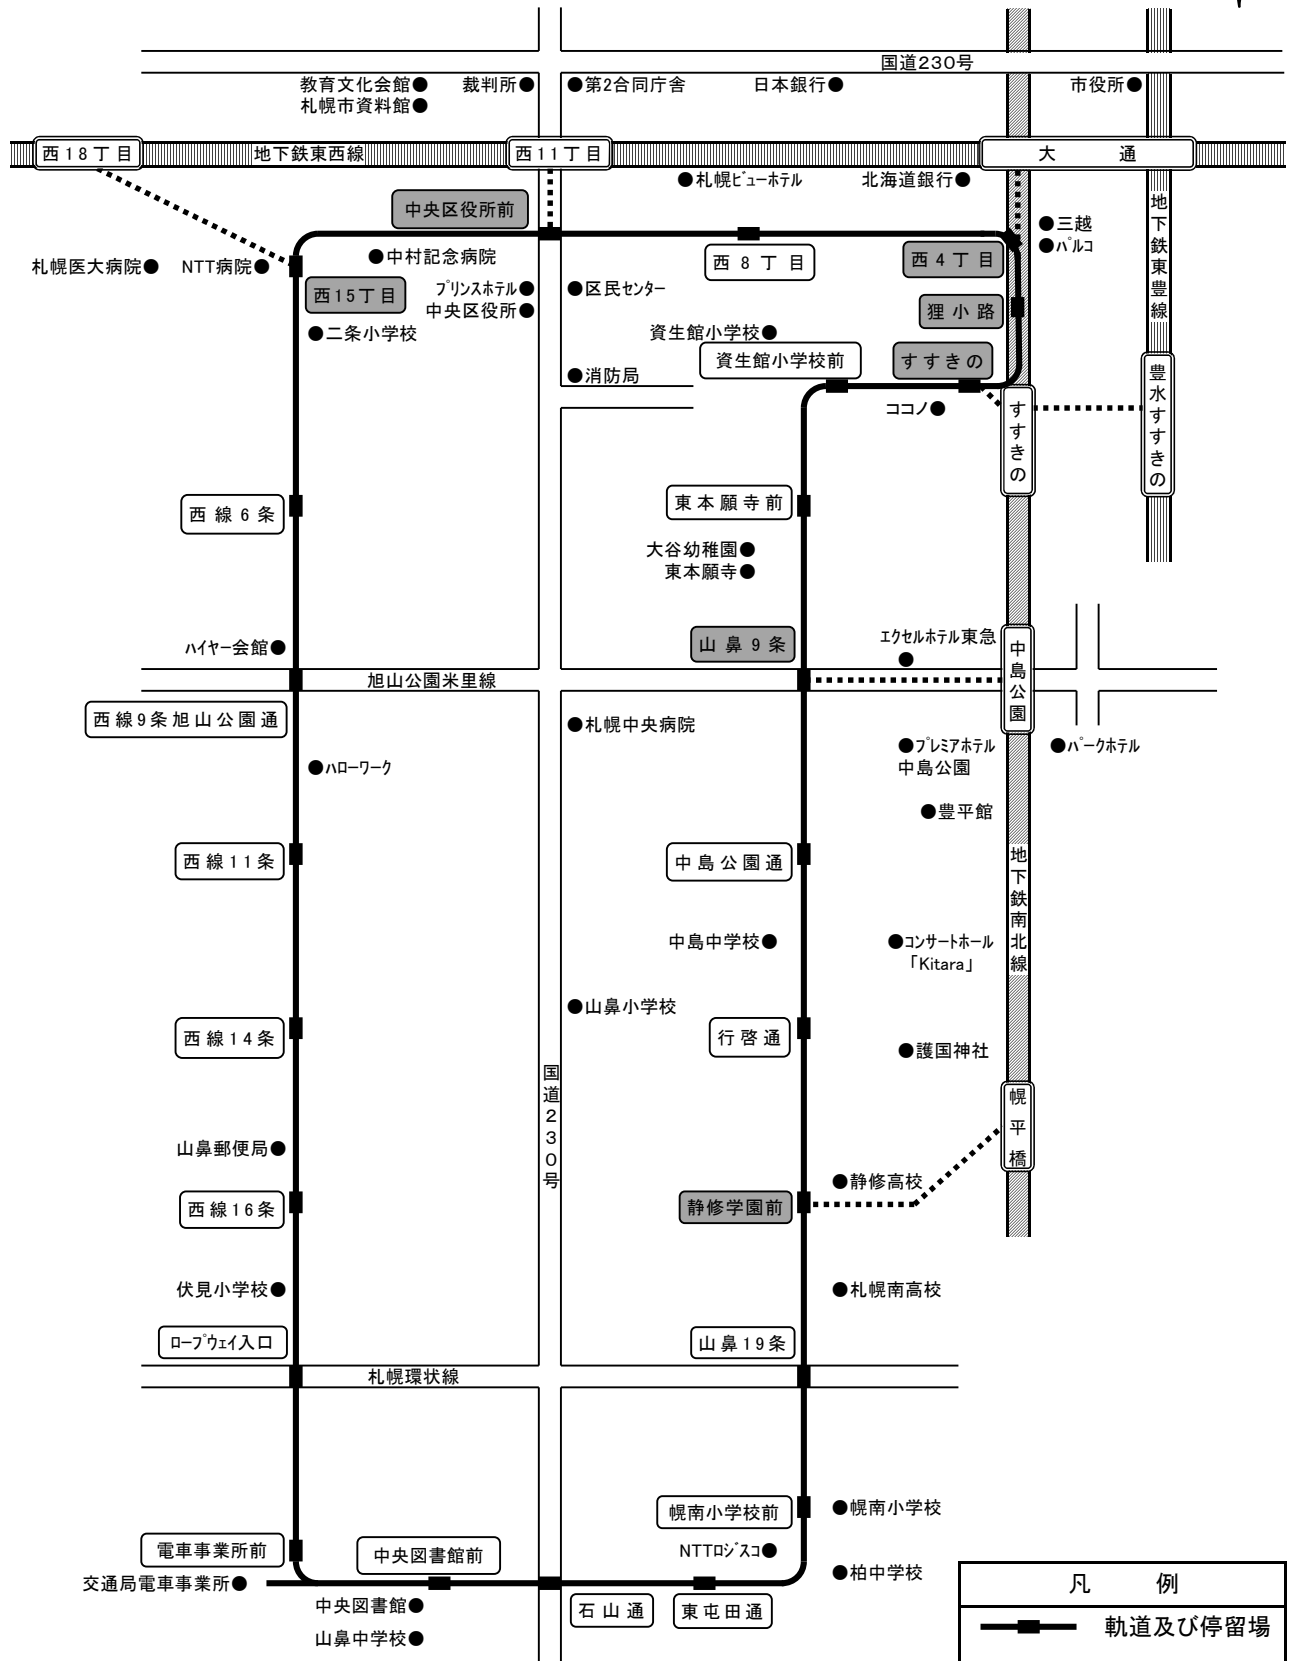 国道230号
教育文化会館
裁判所
第2合同庁舎
日本銀行
市役所
札幌市資料館
西18丁目
地下鉄東西線
西11丁目
大通
札幌ビューホテル
北海道銀行
中央区役所前
三越
パルコ
地下鉄東豊線
札幌医大病院
NTT病院
中村記念病院
西8丁目
西4丁目
西15丁目
プリンスホテル
区民センター
中央区役所
狸小路
二条小学校
資生館小学校
資生館小学校前
すすきの
消防局
豊水すすきの
ココノ
すすきの
西線6条
東本願寺前
大谷幼稚園
東本願寺
ハイヤー会館
山鼻9条
エクセルホテル東急
中島公園
旭山公園米里線
西線9条旭山公園通
札幌中央病院
プレミアホテル
中島公園
パークホテル
ハローワーク
豊平館
西線11条
中島公園通
地下鉄南北線
中島中学校
コンサートホール
「Kitara」
山鼻小学校
西線14条
行啓通
護国神社
国道230号
幌平橋
山鼻郵便局
静修高校
西線16条
静修学園前
伏見小学校
札幌南高校
ロープウェイ入口
山鼻19条
札幌環状線
幌南小学校前
幌南小学校
電車事業所前
中央図書館前
NTTロジスコ
柏中学校
交通局電車事業所
中央図書館
石山通
東屯田通
山鼻中学校
凡例
軌道及び停留場